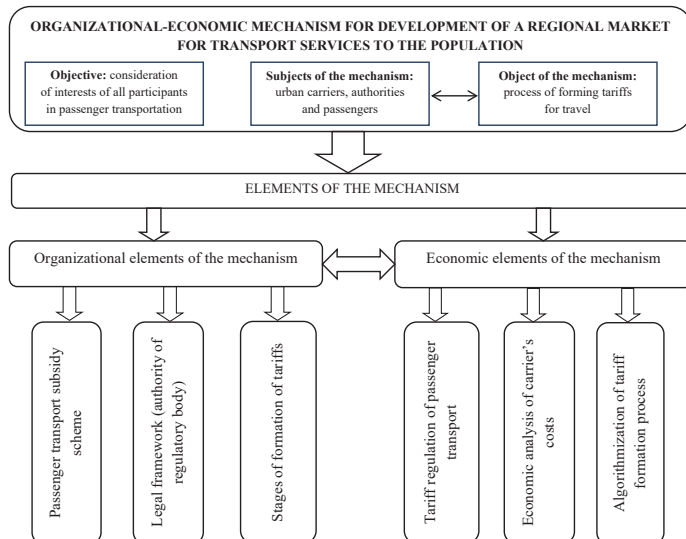 ORGANIZATIONAL-ECONOMIC MECHANISM FOR DEVELOPMENT OF A REGIONAL MARKET
FOR TRANSPORT SERVICES TO THE POPULATION
Objective: consideration
of interests of all participants
in passenger transportation
Subjects of the mechanism:
urban carriers, authorities
and passengers
Object of the mechanism:
process of forming tariffs
for travel
ELEMENTS OF THE MECHANISM
Organizational elements of the mechanism
Economic elements of the mechanism
Passenger transport subsidy
scheme
Legal framework (authority of
regulatory body)
Stages of formation of tariffs
Tariff regulation of passenger
transport
Economic analysis of carrier's
costs
Algorithmization of tariff
formation process